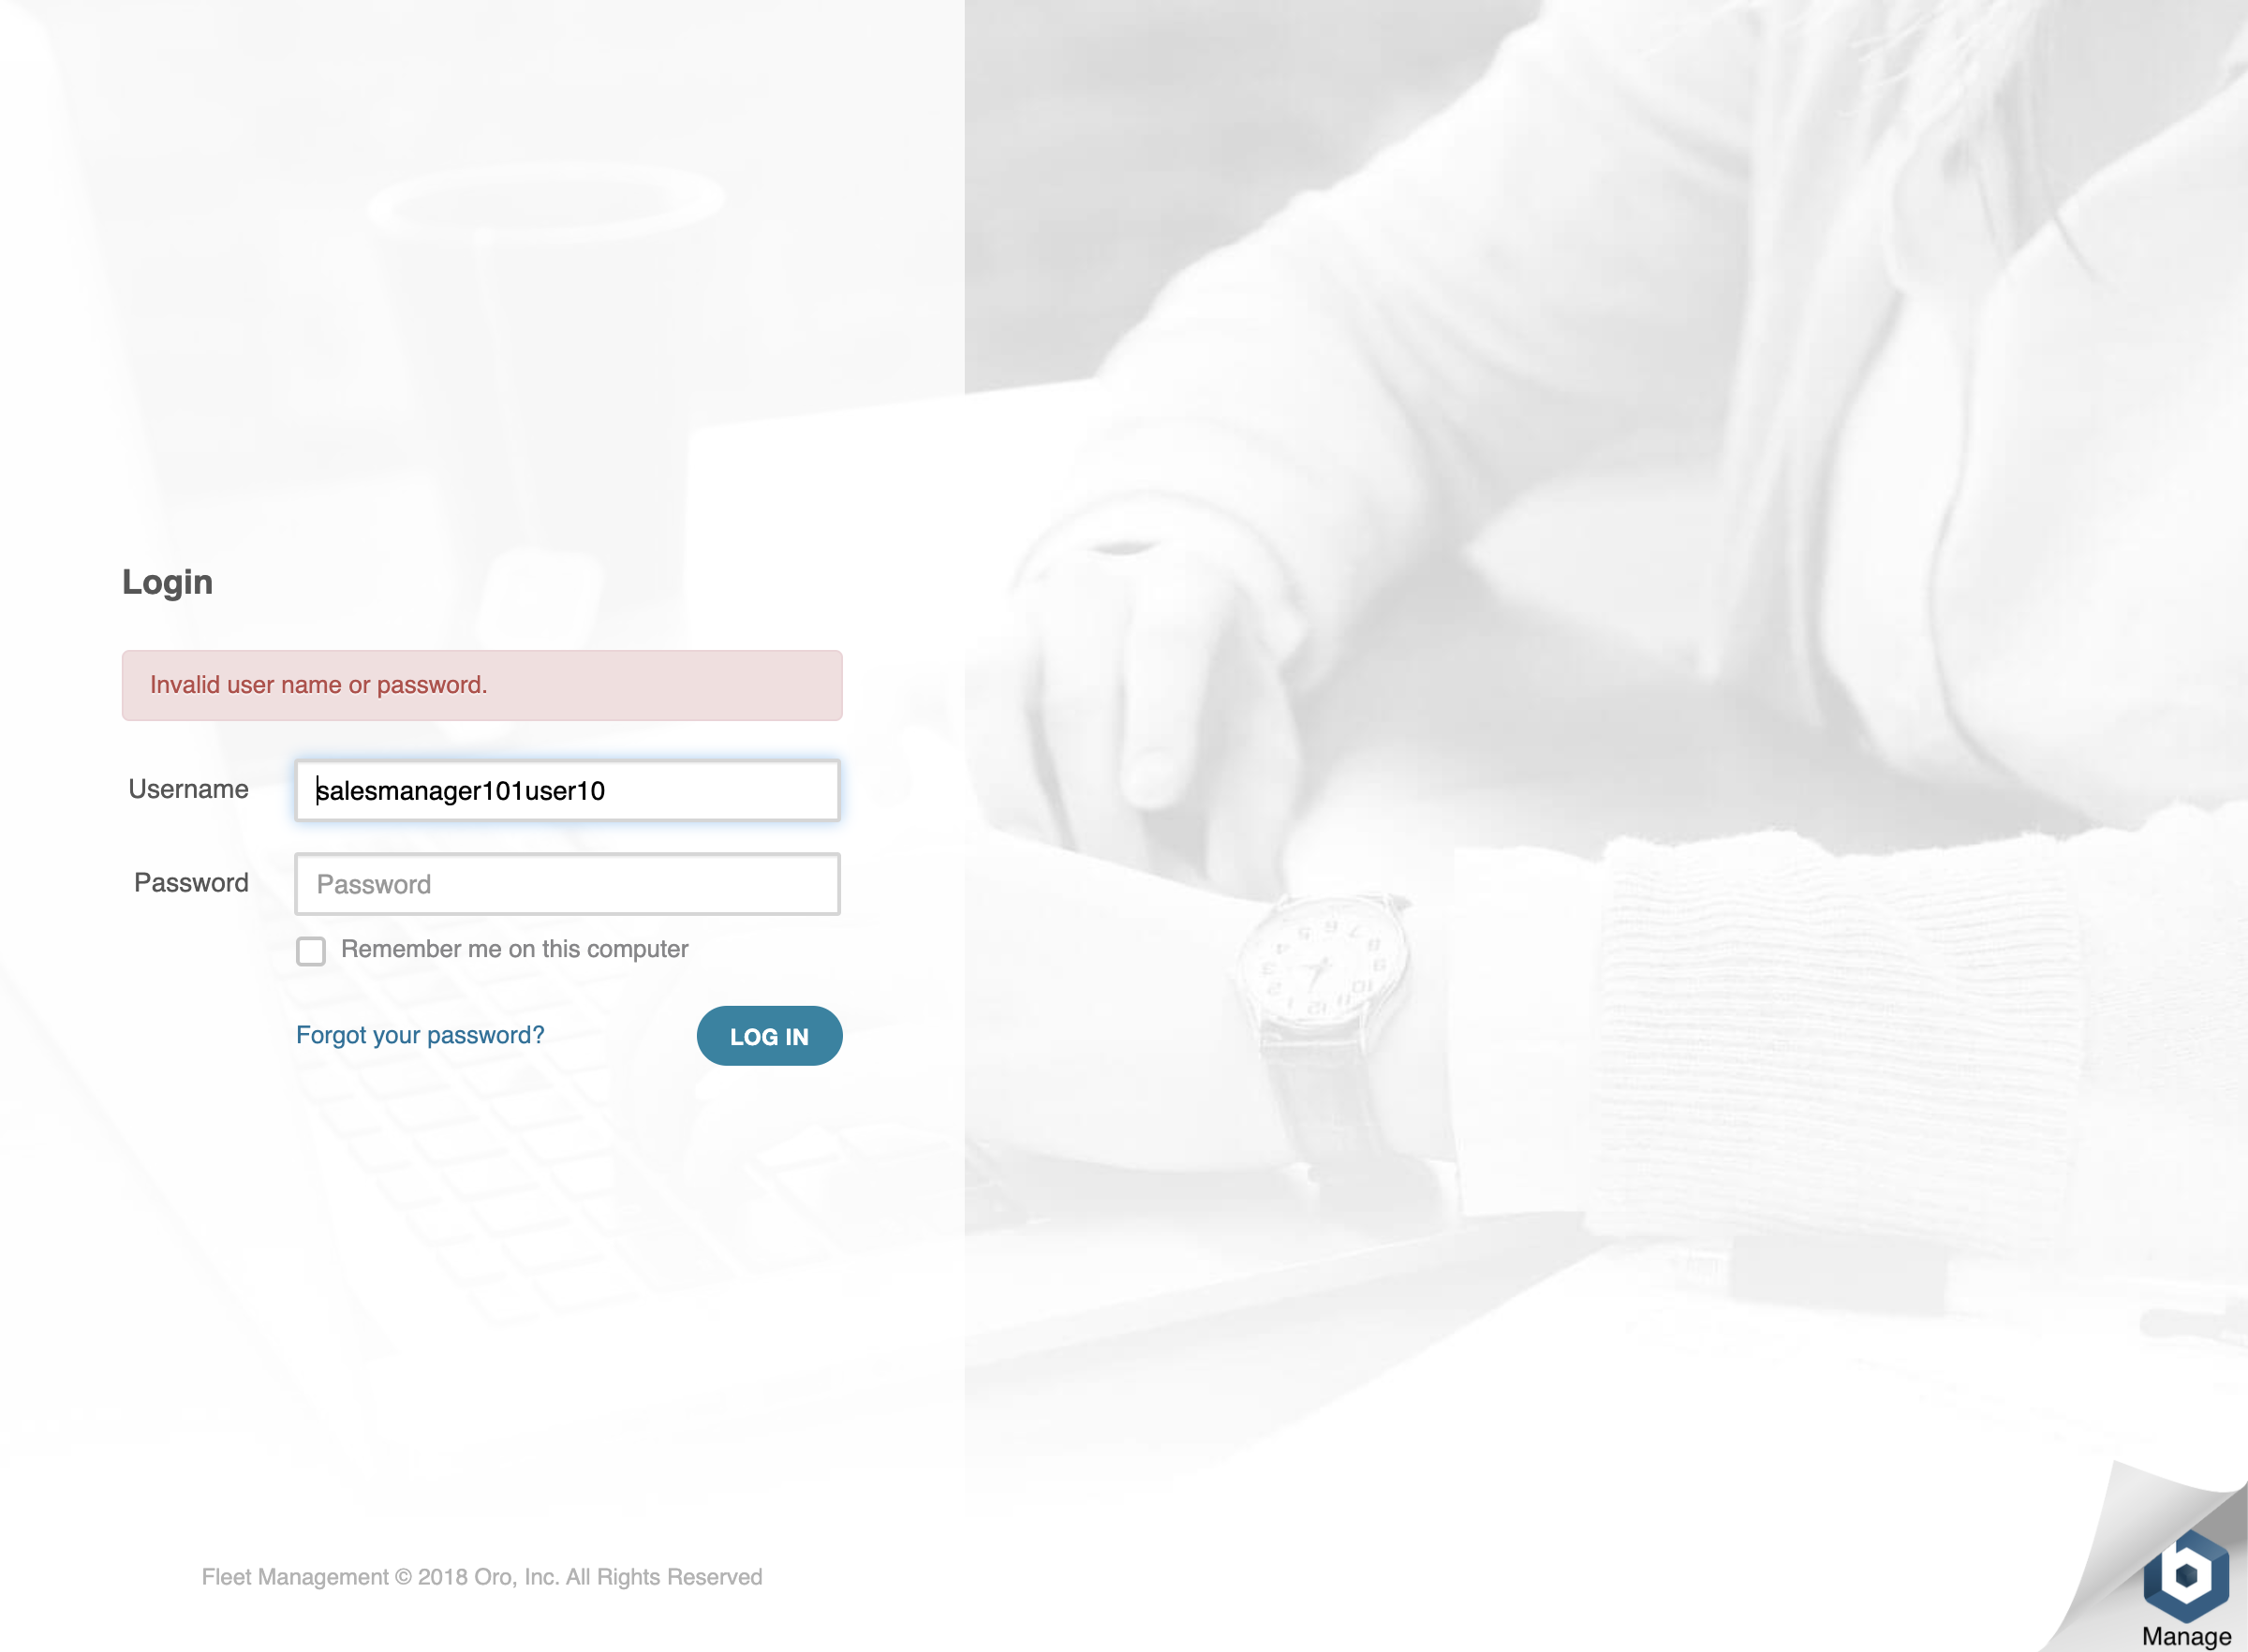 Login
Invalid user name or password.
Username
salesmanager101user10
Password
Password
Remember me on this computer
Forgot your password?
LOG IN
Fleet Management © 2018 Oro, Inc. All Rights Reserved
Manage